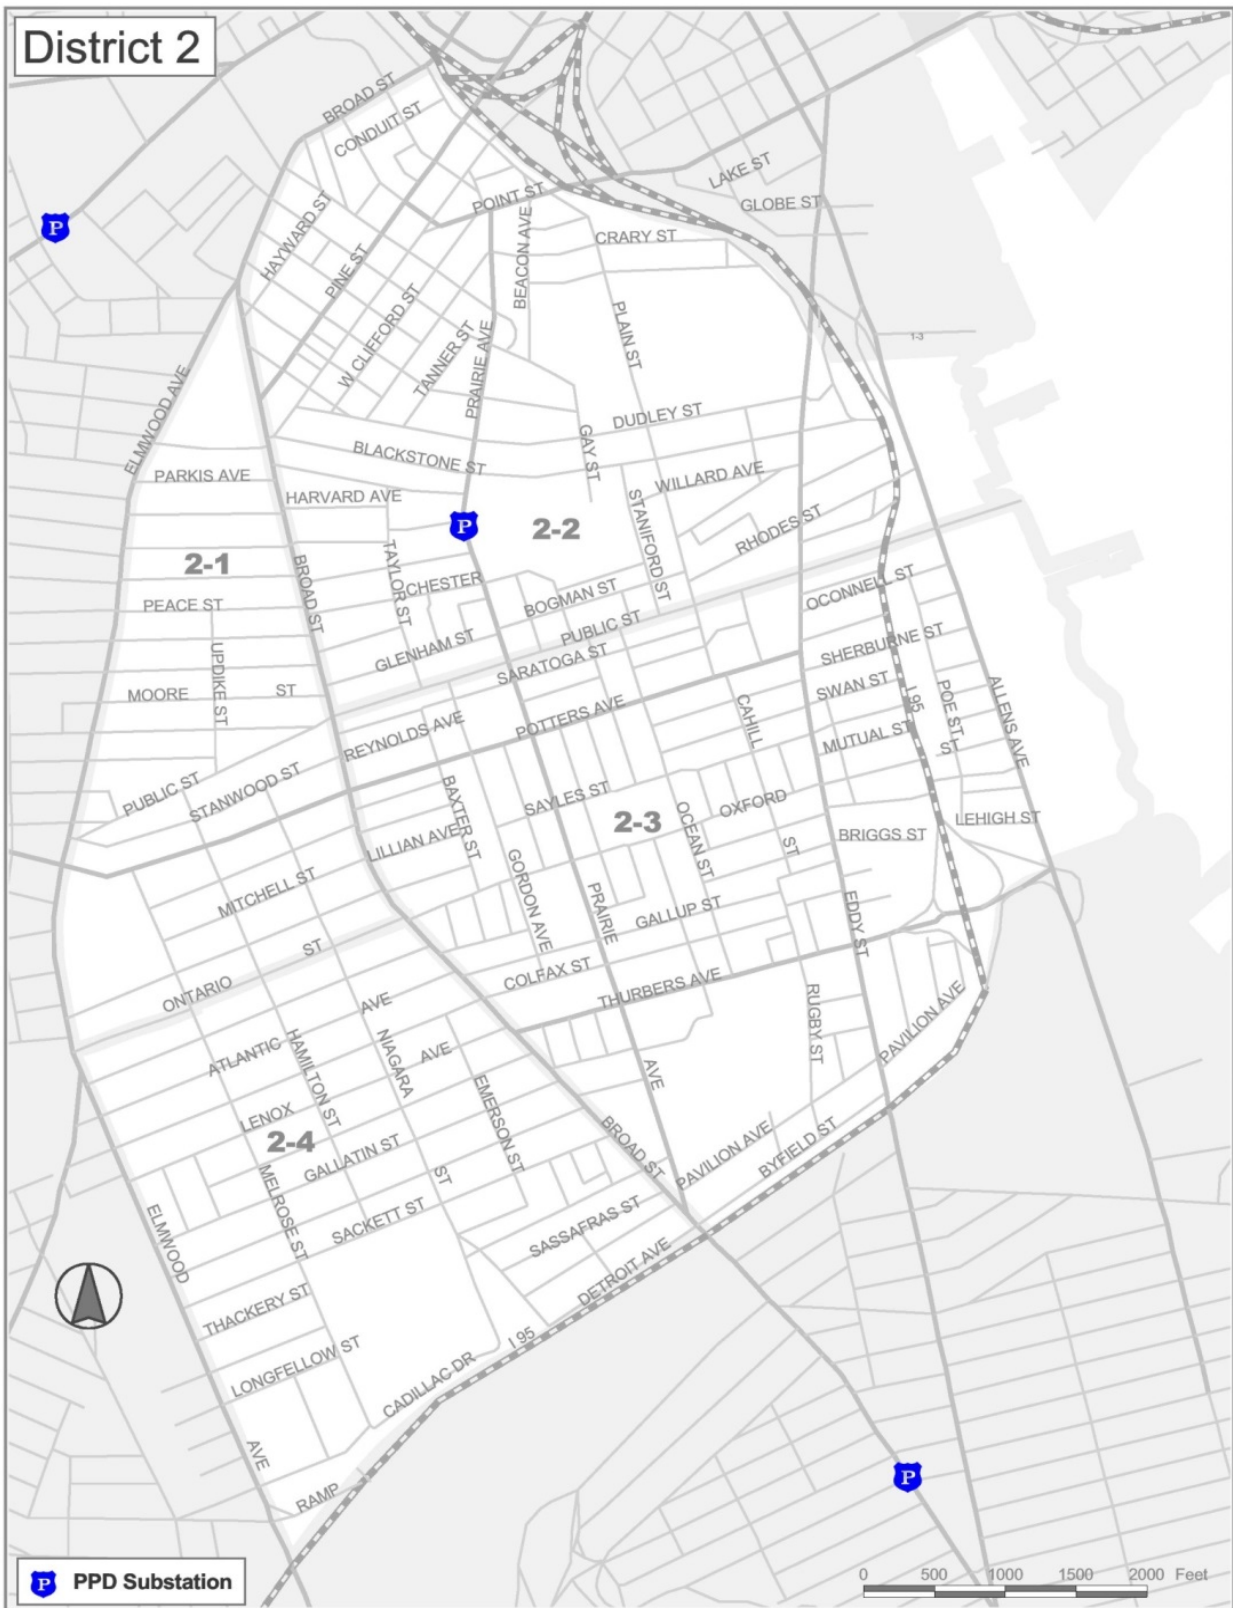 District 2
BROAD ST
CONDUIT ST
LAKE ST
POINT ST
GLOBE ST
P
HAYWARD ST
BEACON AVE
CRARY ST
PINE ST
W CLIFFORD ST
PLAIN ST
1-3
TANNER ST
PRAIRIE AVE
ELMWOOD AVE
DUDLEY ST
GAY ST
BLACKSTONE ST
PARKIS AVE
WILLARD AVE
HARVARD AVE
STANIFORD ST
P
2-2
RHODES ST
2-1
BROAD ST
TAYLOR ST
CHESTER
OCONNELL ST
PEACE ST
BOGMAN ST
PUBLIC ST
GLENHAM ST
SARATOGA ST
SHERBURNE ST
UPDIKE ST
MOORE ST
SWAN ST
I 95
POE ST
ALLENS AVE
CAHILL
POTTERS AVE
REYNOLDS AVE
MUTUAL ST
ST
PUBLIC ST
STANWOOD ST
BAXTER ST
SAYLES ST
2-3
OCEAN ST
OXFORD
ST
LEHIGH ST
BRIGGS ST
LILLIAN AVE
GORDON AVE
MITCHELL ST
PRAIRIE
GALLUP ST
EDDY ST
ONTARIO ST
COLFAX ST
THURBERS AVE
RUGBY ST
PAVILION AVE
ATLANTIC AVE
HAMILTON ST
NIAGARA
AVE
AVE
LENOX
EMERSON ST
2-4
GALLATIN ST
BROAD ST
PAVILION AVE
BYFIELD ST
MELROSE ST
ST
SACKETT ST
ELMWOOD
SASSAFRAS ST
DETROIT AVE
THACKERY ST
I 95
LONGFELLOW ST
CADILLAC DR
AVE
RAMP
P
P PPD Substation
0 500 1000 1500 2000 Feet